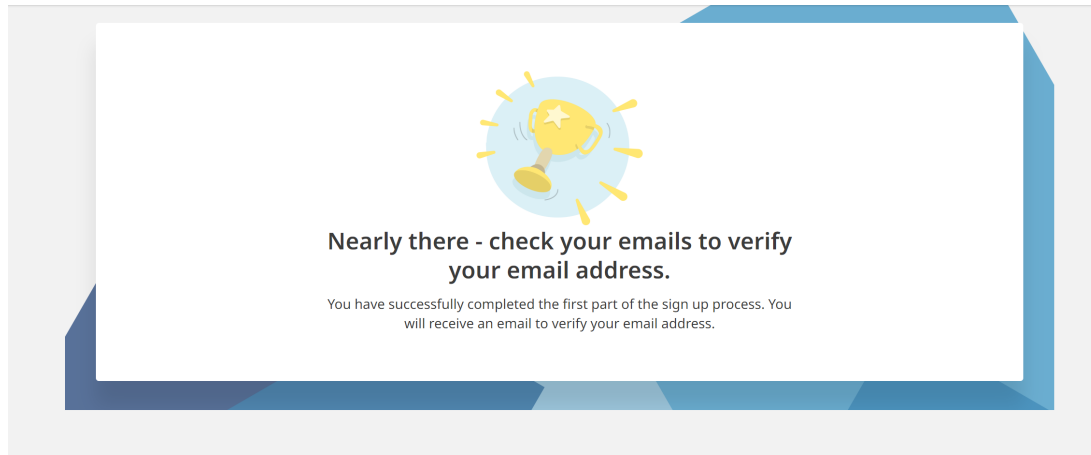 Nearly there - check your emails to verify
your email address.
You have successfully completed the first part of the sign up process. You
will receive an email to verify your email address.